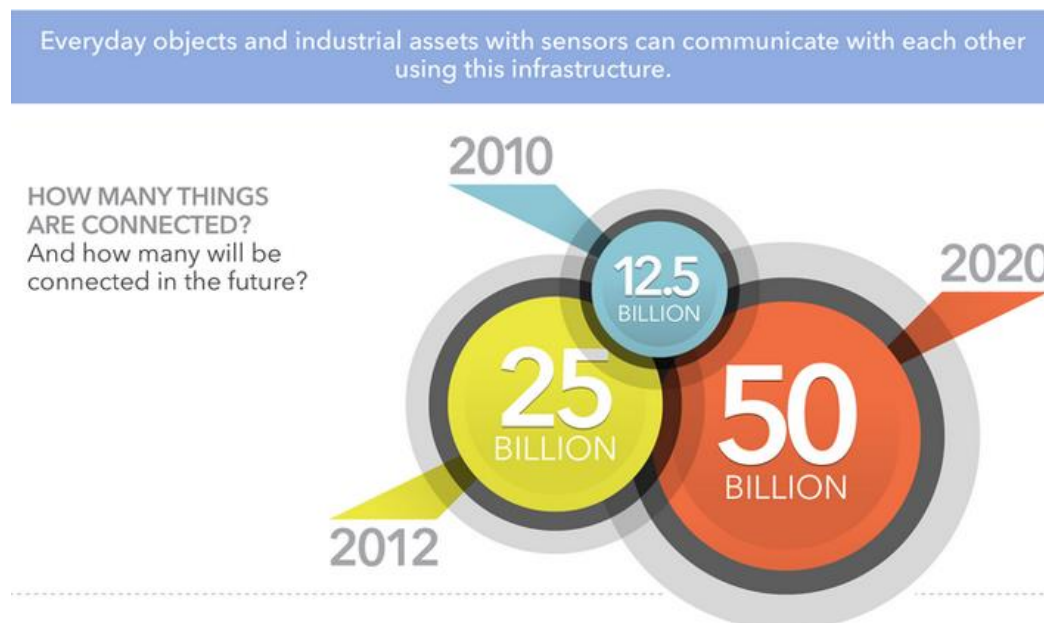 Everyday objects and industrial assets with sensors can communicate with each other
using this infrastructure.
HOW MANY THINGS
ARE CONNECTED?
And how many will be
connected in the future?
2010
12.5
BILLION
2020
50
BILLION
25
BILLION
2012